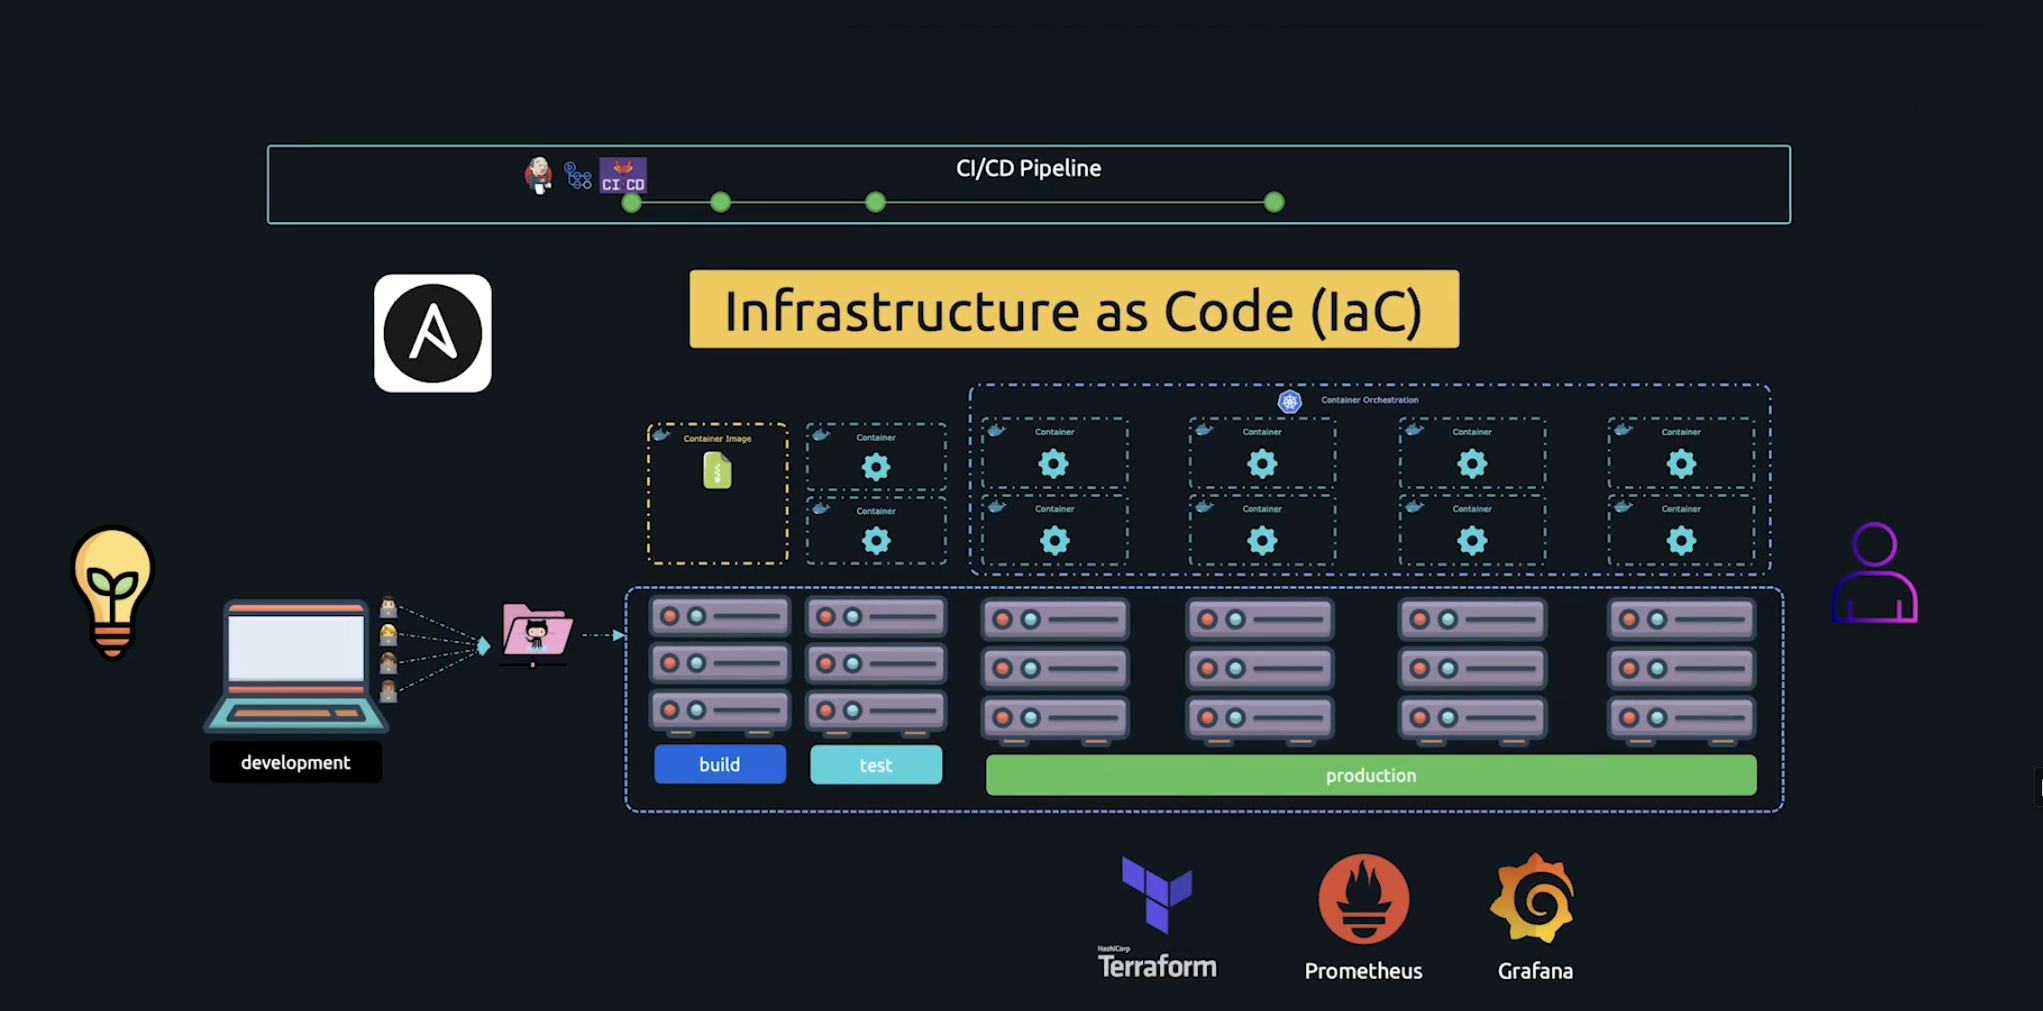 CI/CD Pipeline
CI CD
Infrastructure as Code (IaC)
Container Orchestration
Container Image
Container
Container
Container
Container
Container
Container
Container
Container
Container
Container
development
build
test
production
HashiCorp
Terraform
Prometheus
Grafana